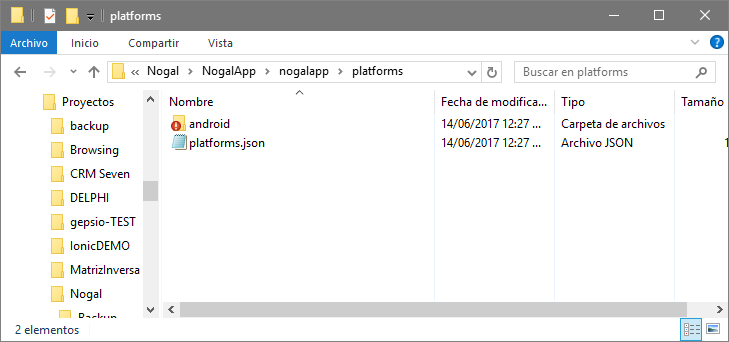 platforms
Archivo Inicio Compartir Vista
Nogal NogalApp nogalapp platforms Buscar en platforms
Nombre Fecha de modifica... Tipo Tamaño
Proyectos
backup
Browsing
CRM Seven
DELPHI
gepsio-TEST
IonicDEMO
MatrizInversa
Nogal
Backup
android 14/06/2017 12:27 ... Carpeta de archivos
platforms.json 14/06/2017 12:27 ... Archivo JSON 1
2 elementos